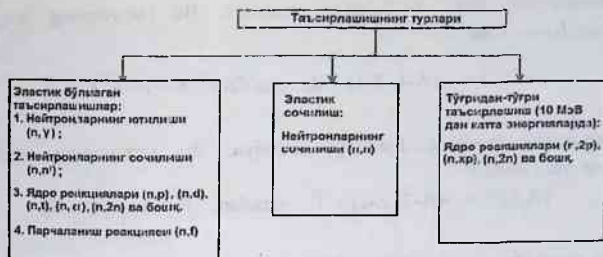 Таъсирлашишнинг турлари
Эластик бўлмаган
таъсирлашишлар:
1. Нейтронларнинг ютилиши
(n,γ) ;
2. Нейтронларнинг сочилиши
(n,n') ;
3. Ядро реакциялари (n,p), (n,d),
(n,t), (n,α), (n,2n) ва бошқ.
4. Парчаланиш реакцияси (n,f)
Эластик
сочилиш:
Нейтронларнинг
сочилиши (n,n)
Тўғридан-тўғри
таъсирлашиш (10 МэВ
дан катта энергияларда):
Ядро реакциялари (r,2p),
(n,xp), (n,2n) ва бошқ.